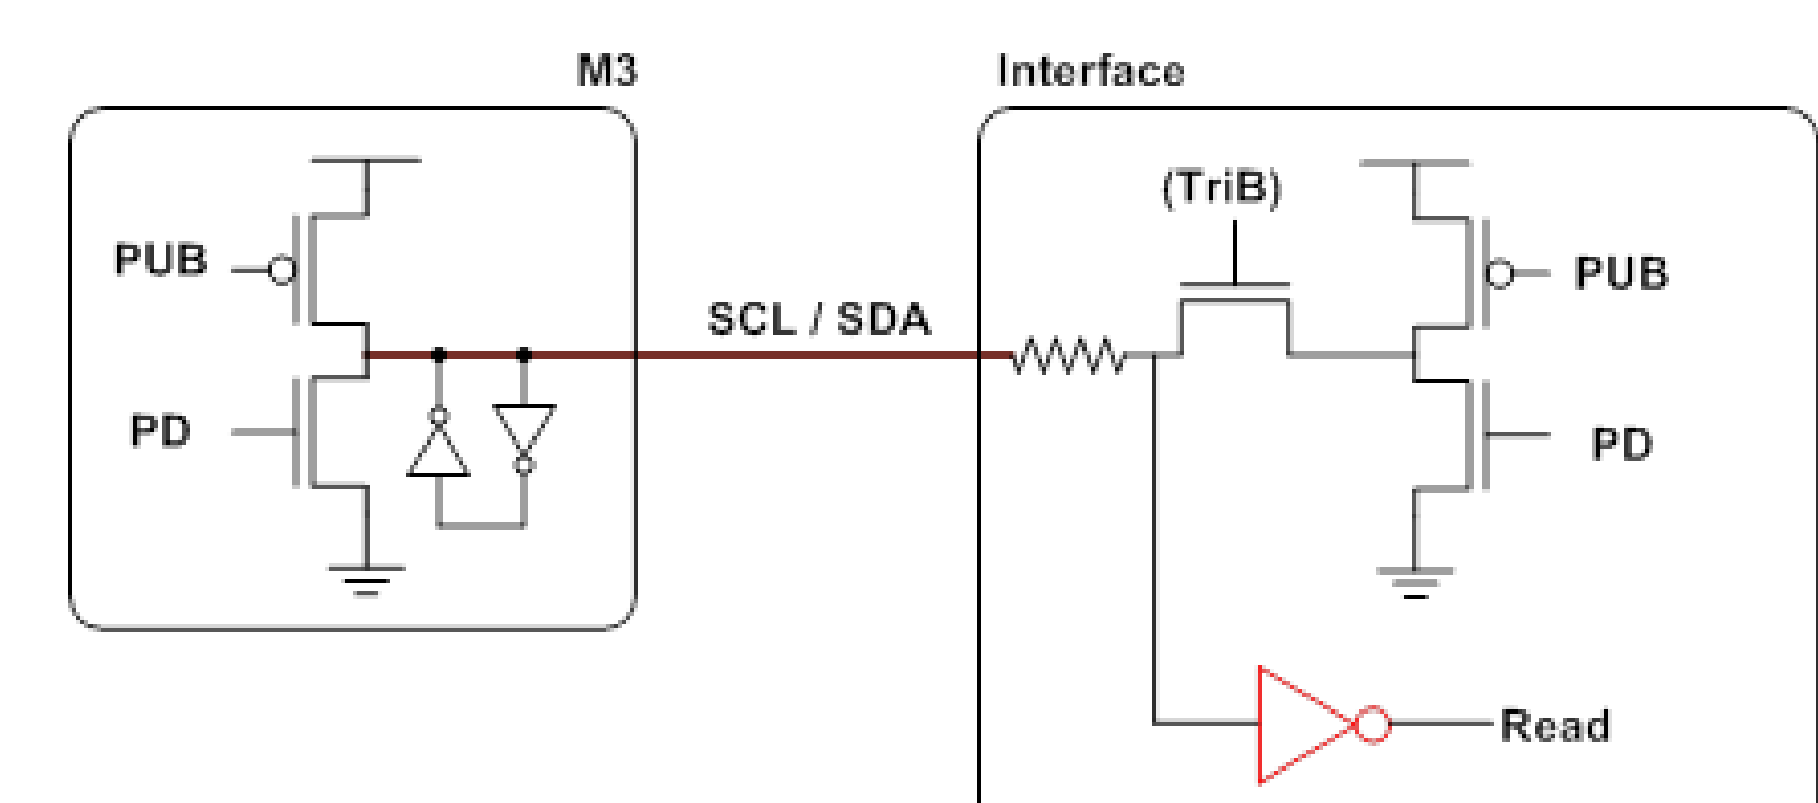 M3
Interface
(TriB)
PUB
PUB
SCL / SDA
PD
PD
Read